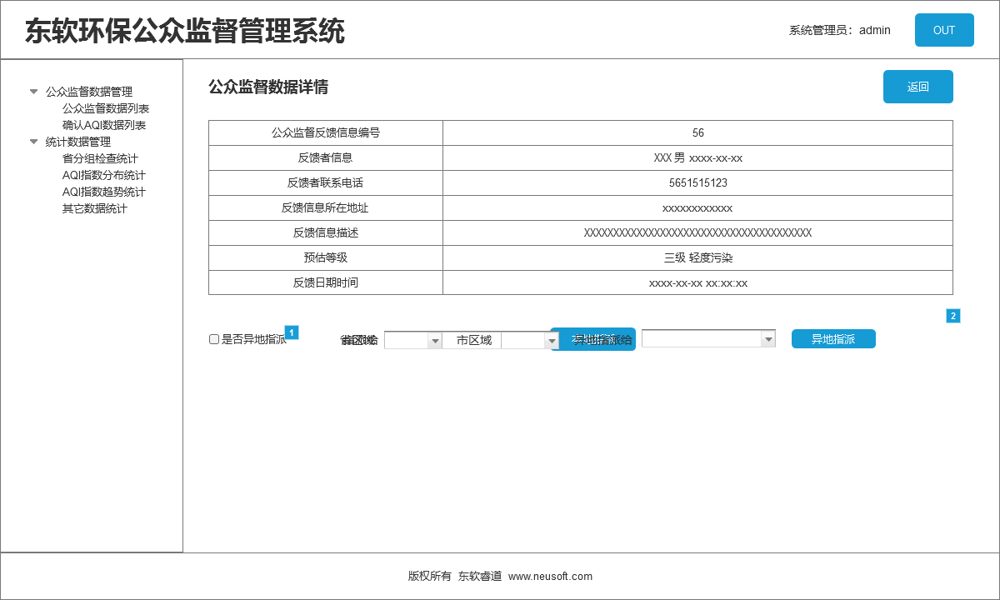 东软环保公众监督管理系统
系统管理员：admin
OUT
公众监督数据管理
公众监督数据列表
确认AQI数据列表
统计数据管理
省分组检查统计
AQI指数分布统计
AQI指数趋势统计
其它数据统计
公众监督数据详情
返回
公众监督反馈信息编号 56
反馈者信息 XXX 男 xxxx-xx-xx
反馈者联系电话 5651515123
反馈信息所在地址 xxxxxxxxxxxx
反馈信息描述 XXXXXXXXXXXXXXXXXXXXXXXXXXXXXXXXXXXXXXX
预估等级 三级 轻度污染
反馈日期时间 xxxx-xx-xx xx:xx:xx
2
是否异地指派 1 市区域 异地指派给 异地指派
版权所有 东软睿道 www.neusoft.com